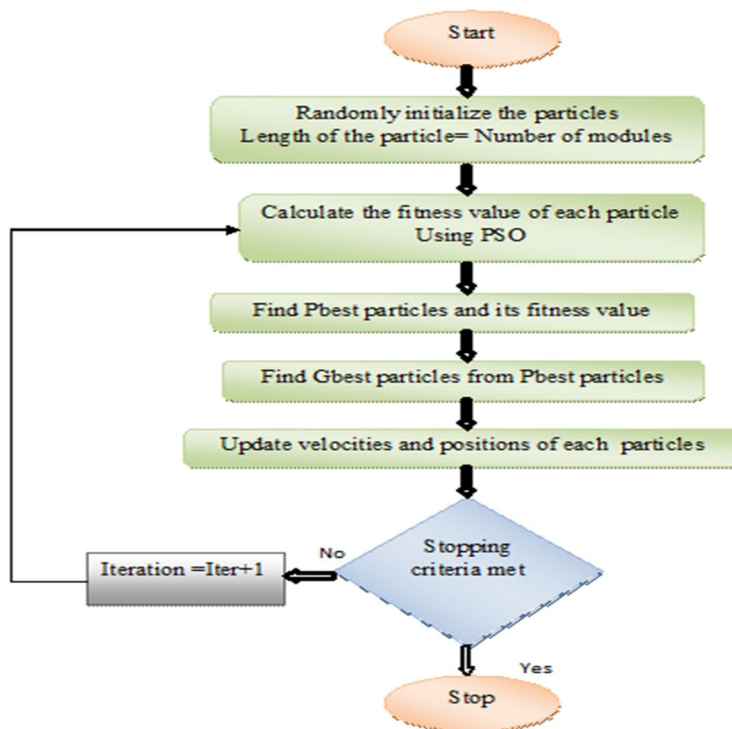 Start
Randomly initialize the particles
Length of the particle= Number of modules
Calculate the fitness value of each particle
Using PSO
Find Pbest particles and its fitness value
Find Gbest particles from Pbest particles
Update velocities and positions of each particles
Stopping
criteria met
No
Iteration =Iter+1
Yes
Stop